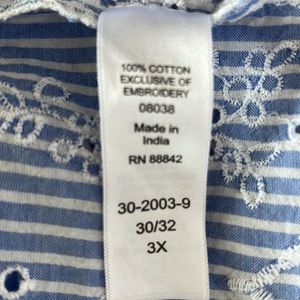 100% COTTON
EXCLUSIVE OF
EMBROIDERY
08038
Made in
India
RN 88842
30-2003-9
30/32
3X